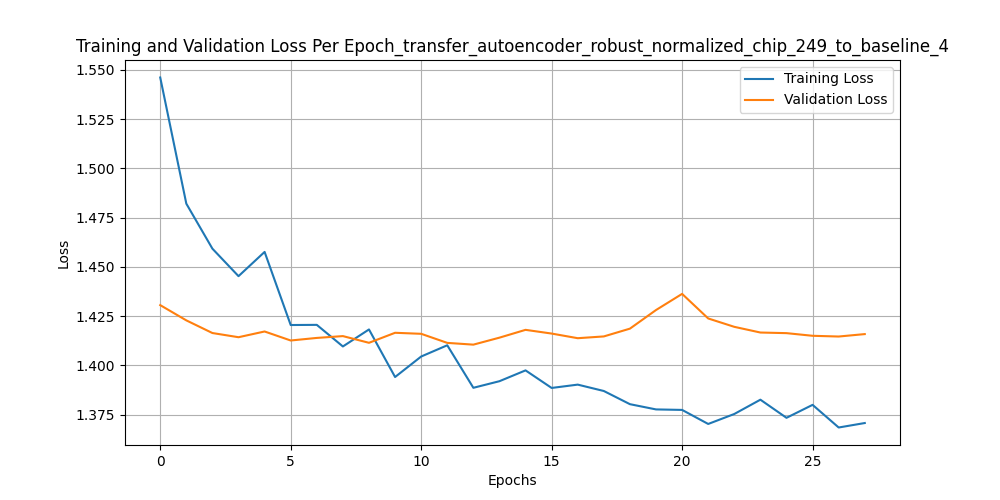 Training and Validation Loss Per Epoch_transfer_autoencoder_robust_normalized_chip_249_to_baseline_4
Training Loss
Validation Loss
1.550
1.525
1.500
1.475
1.450
1.425
1.400
1.375
Loss
0 5 10 15 20 25
Epochs